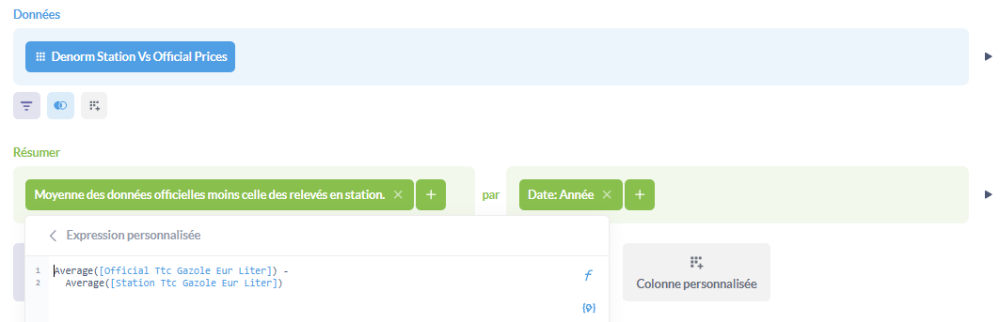 Données
Denorm Station Vs Official Prices
Résumer
Moyenne des données officielles moins celle des relevés en station. × +
par
Date: Année × +
Expression personnalisée
1 Average([Official Ttc Gazole Eur Liter]) -
2 Average([Station Ttc Gazole Eur Liter])
Colonne personnalisée